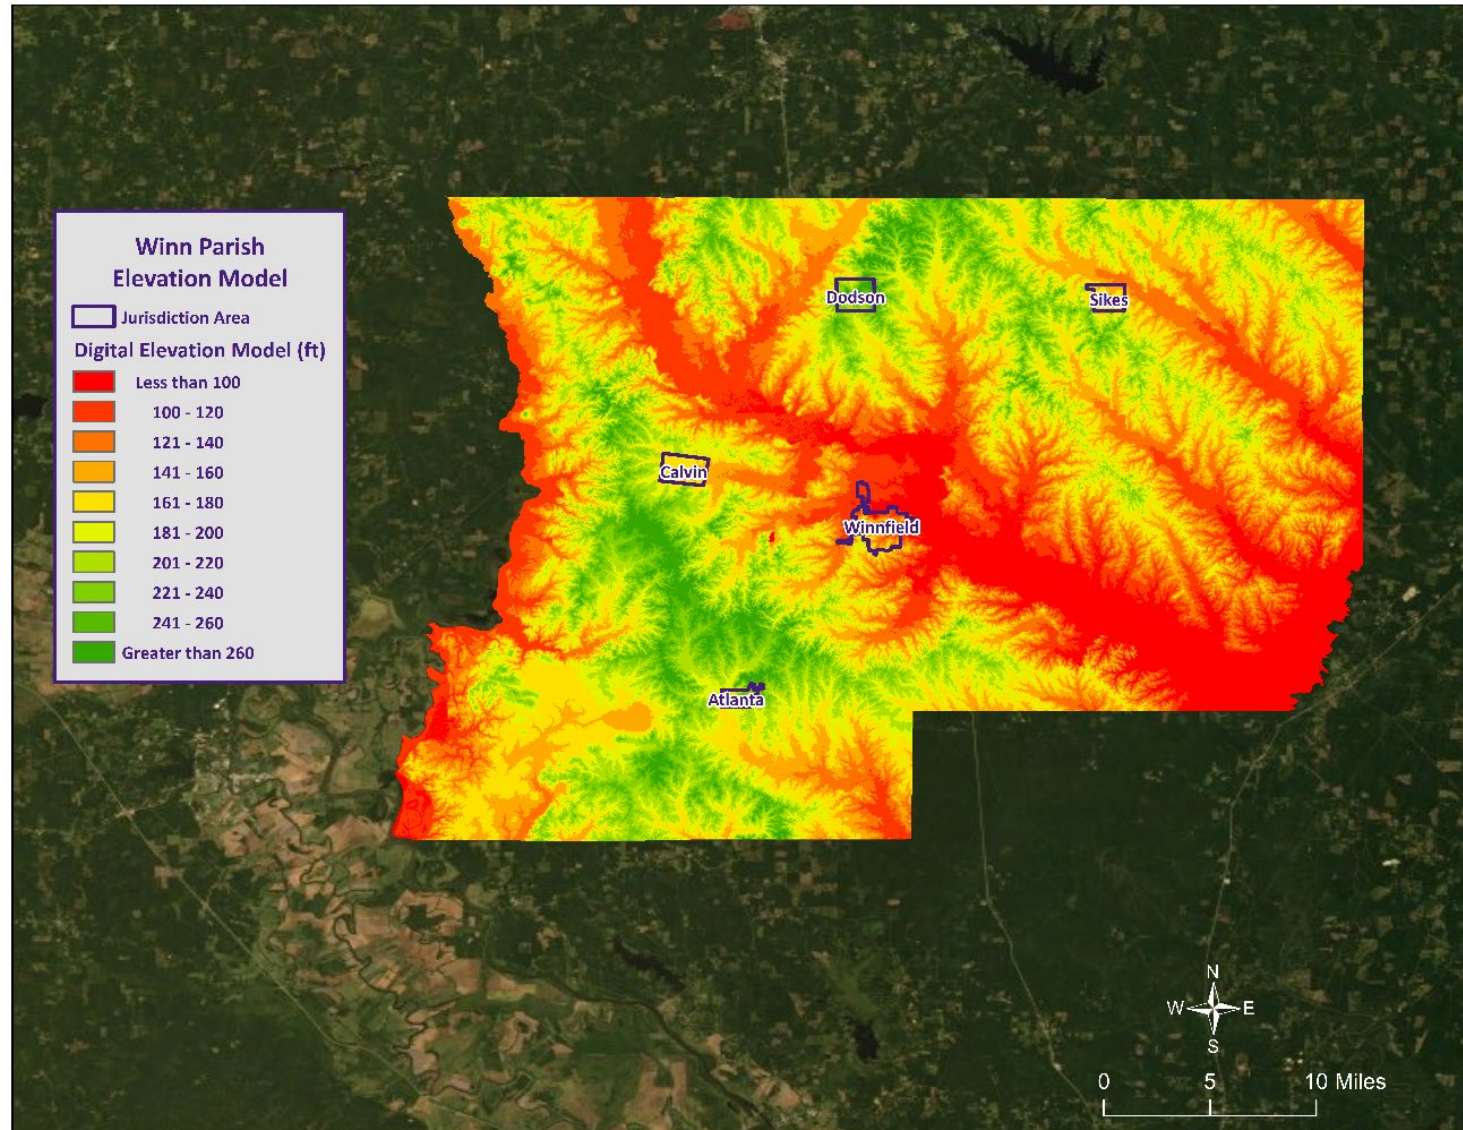 Winn Parish
Elevation Model
Jurisdiction Area
Digital Elevation Model (ft)
Less than 100
100 - 120
121 - 140
141 - 160
161 - 180
181 - 200
201 - 220
221 - 240
241 - 260
Greater than 260
Dodson
Sikes
Calvin
Winnfield
Atlanta
N
W E
S
0 5 10 Miles